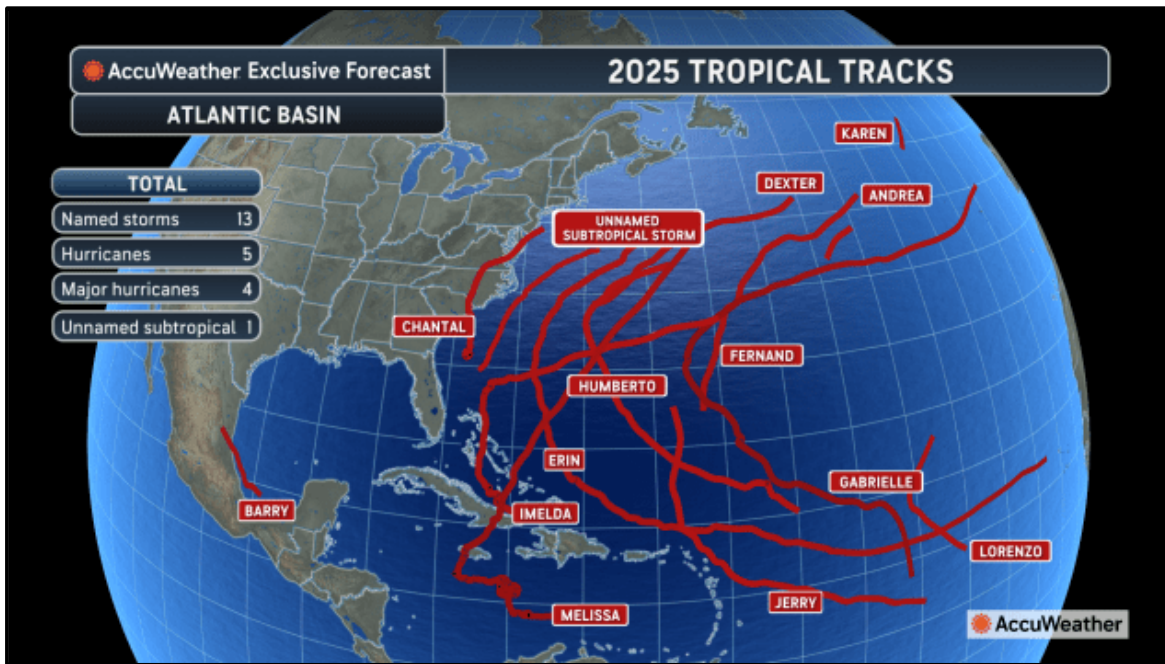 AccuWeather Exclusive Forecast
2025 TROPICAL TRACKS
ATLANTIC BASIN
TOTAL
Named storms 13
Hurricanes 5
Major hurricanes 4
Unnamed subtropical 1
KAREN
DEXTER
ANDREA
UNNAMED
SUBTROPICAL STORM
CHANTAL
FERNAND
HUMBERTO
ERIN
GABRIELLE
BARRY
IMELDA
LORENZO
JERRY
MELISSA
AccuWeather